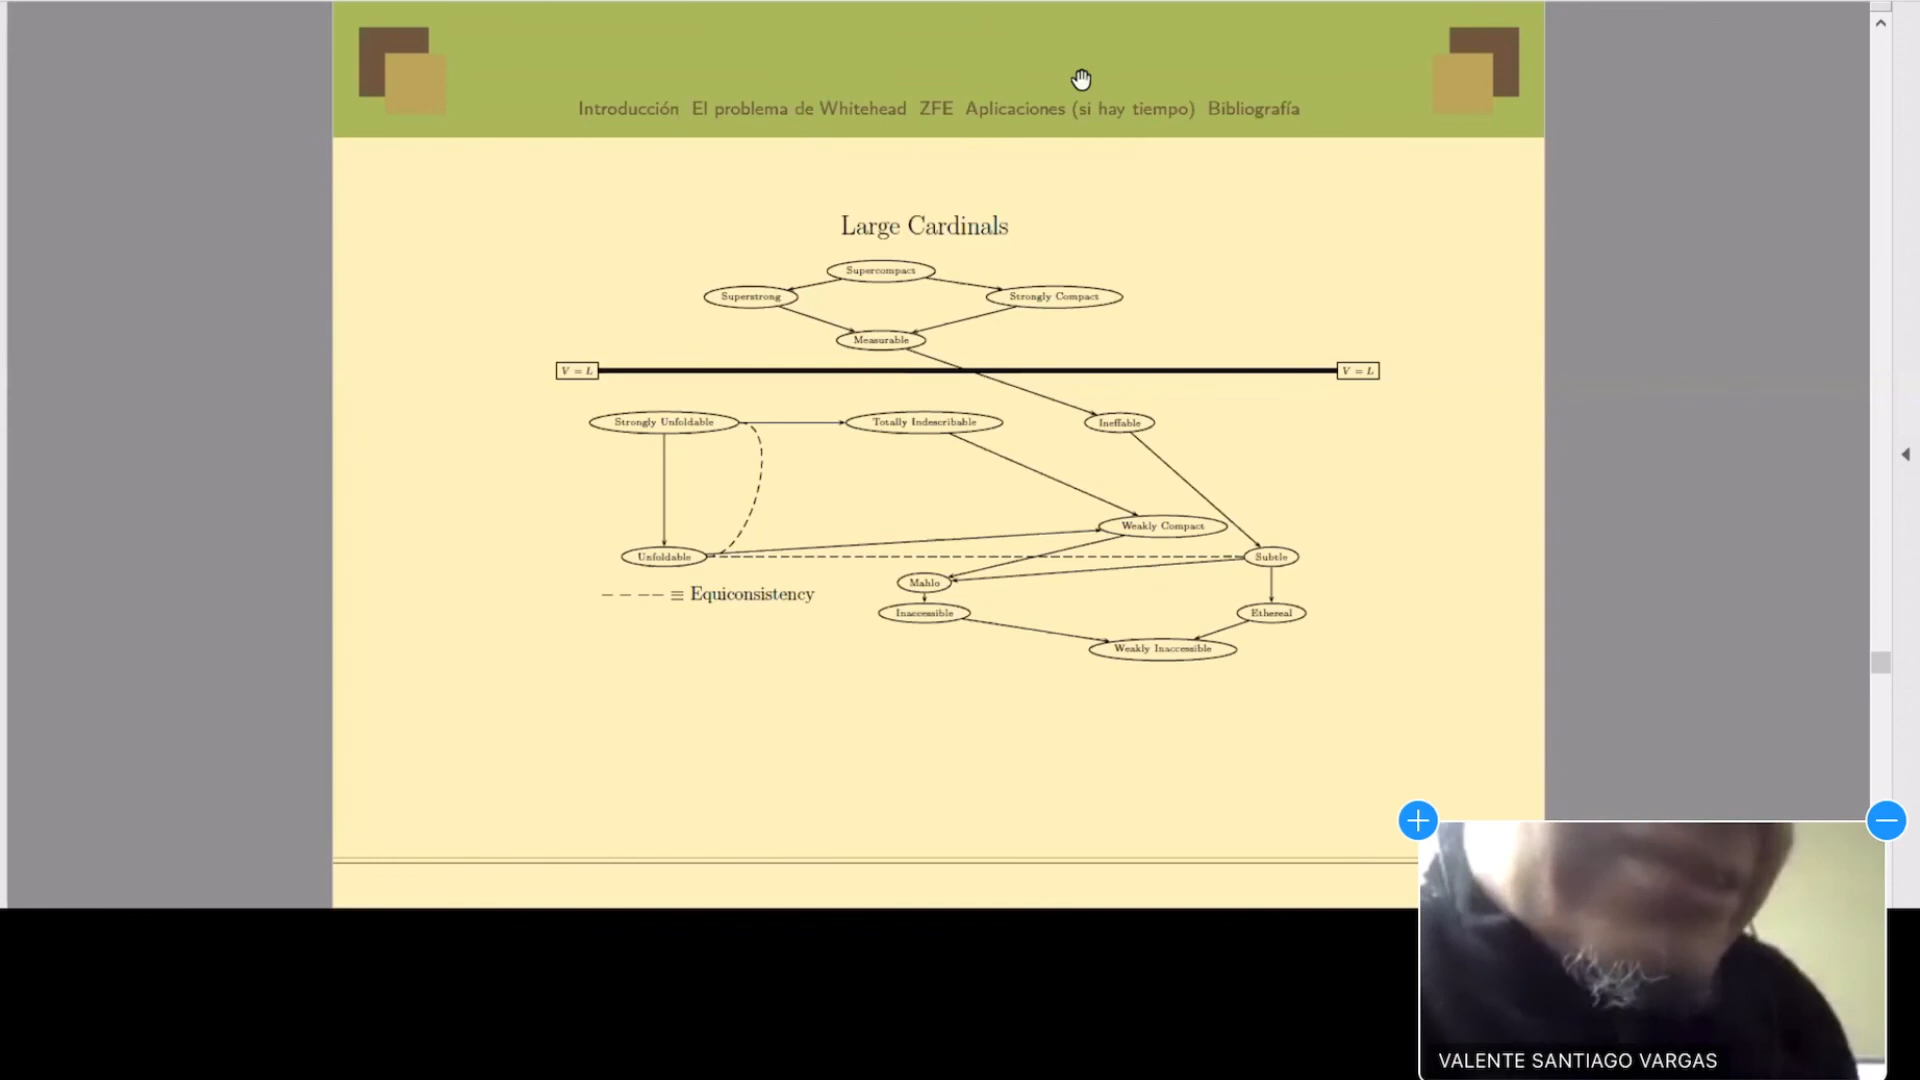 Introducción El problema de Whitehead ZFE Aplicaciones (si hay tiempo) Bibliografía
Large Cardinals
Supercompact
Superstrong
Strongly Compact
Measurable
V = L
V = L
Strongly Unfoldable
Totally Indescribable
Ineffable
Weakly Compact
Unfoldable
Subtle
Mahlo
---- ≡ Equiconsistency
Inaccessible
Ethereal
Weakly Inaccessible
VALENTE SANTIAGO VARGAS